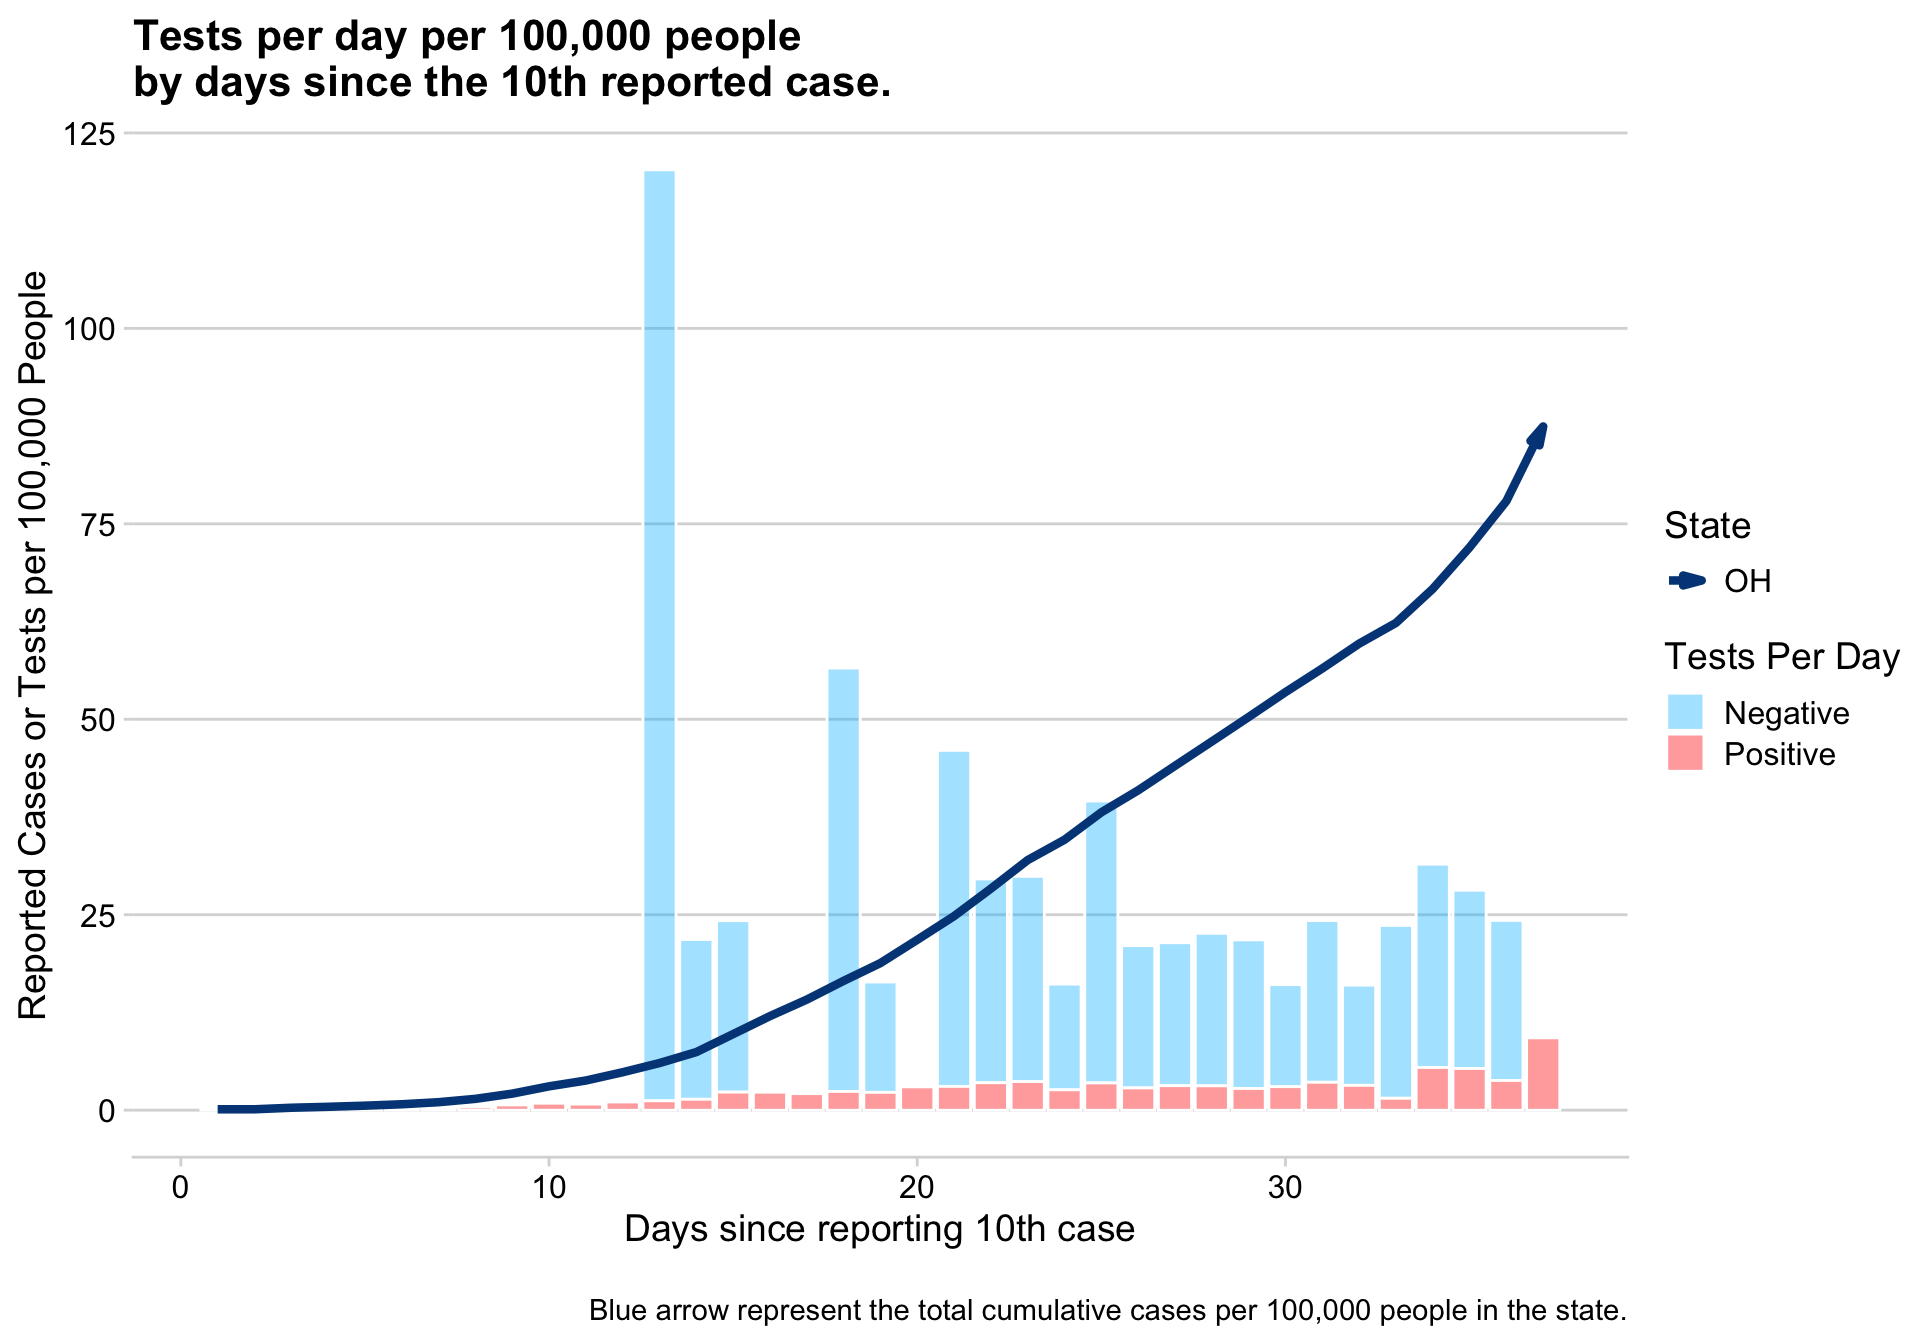 Tests per day per 100,000 people
by days since the 10th reported case.
Reported Cases or Tests per 100,000 People
125
100
75
50
25
0
0
10
20
30
Days since reporting 10th case
State
OH
Tests Per Day
Negative
Positive
Blue arrow represent the total cumulative cases per 100,000 people in the state.